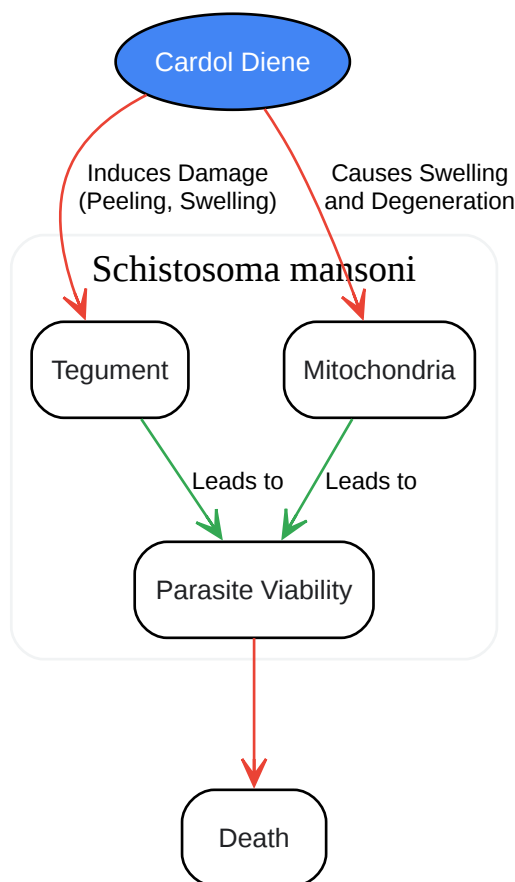 Cardol Diene
Induces Damage
(Peeling, Swelling)
Causes Swelling
and Degeneration
Schistosoma mansoni
Tegument
Mitochondria
Leads to
Leads to
Parasite Viability
Death